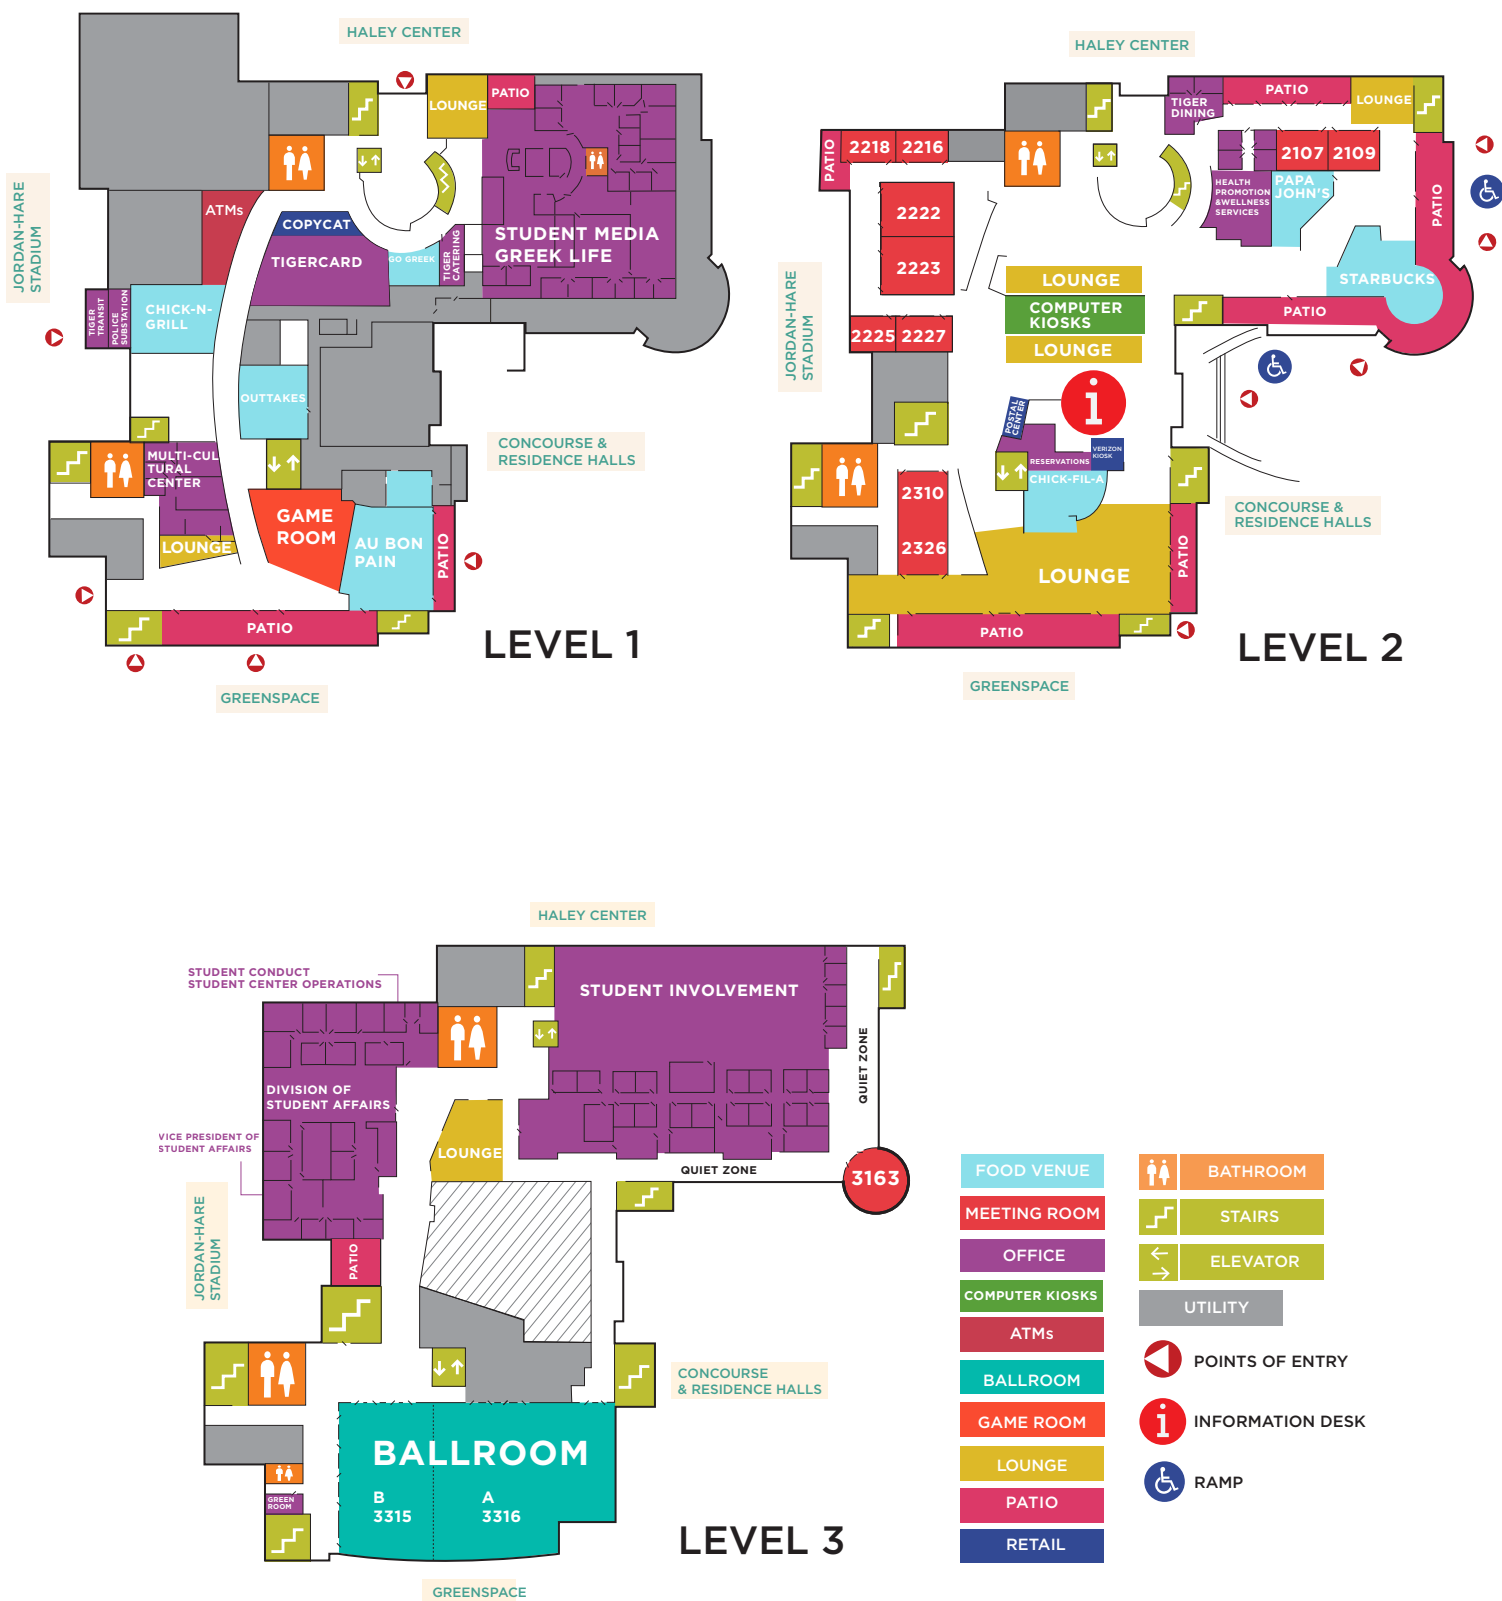 HALEY CENTER
LOUNGE
PATIO
ATMs
COPYCAT
TIGERCARD
GO GREEK
TIGER
CATERING
STUDENT MEDIA
GREEK LIFE
JORDAN-HARE
STADIUM
TIGER
TRANSIT
POLICE
SUBSTATION
CHICK-N-
GRILL
OUTTAKES
CONCOURSE &
RESIDENCE HALLS
MULTI-CUL
TURAL
CENTER
LOUNGE
GAME
ROOM
AU BON
PAIN
PATIO
PATIO
LEVEL 1
GREENSPACE
HALEY CENTER
TIGER
DINING
PATIO
LOUNGE
PATIO
2218
2216
2107
2109
HEALTH
PROMOTION
&WELLNESS
SERVICES
PAPA
JOHN'S
PATIO
2222
2223
LOUNGE
COMPUTER
KIOSKS
LOUNGE
STARBUCKS
PATIO
JORDAN-HARE
STADIUM
2225
2227
i
POSTAL
CENTER
VERIZON
KIOSK
RESERVATIONS
CHICK-FIL-A
2310
2326
LOUNGE
CONCOURSE &
RESIDENCE HALLS
PATIO
PATIO
LEVEL 2
GREENSPACE
HALEY CENTER
STUDENT CONDUCT
STUDENT CENTER OPERATIONS
STUDENT INVOLVEMENT
QUIET ZONE
DIVISION OF
STUDENT AFFAIRS
VICE PRESIDENT OF
STUDENT AFFAIRS
LOUNGE
QUIET ZONE
3163
JORDAN-HARE
STADIUM
PATIO
CONCOURSE
& RESIDENCE HALLS
BALLROOM
B
3315
A
3316
GREEN
ROOM
LEVEL 3
GREENSPACE
FOOD VENUE
MEETING ROOM
OFFICE
COMPUTER KIOSKS
ATMs
BALLROOM
GAME ROOM
LOUNGE
PATIO
RETAIL
BATHROOM
STAIRS
ELEVATOR
UTILITY
POINTS OF ENTRY
i
INFORMATION DESK
RAMP